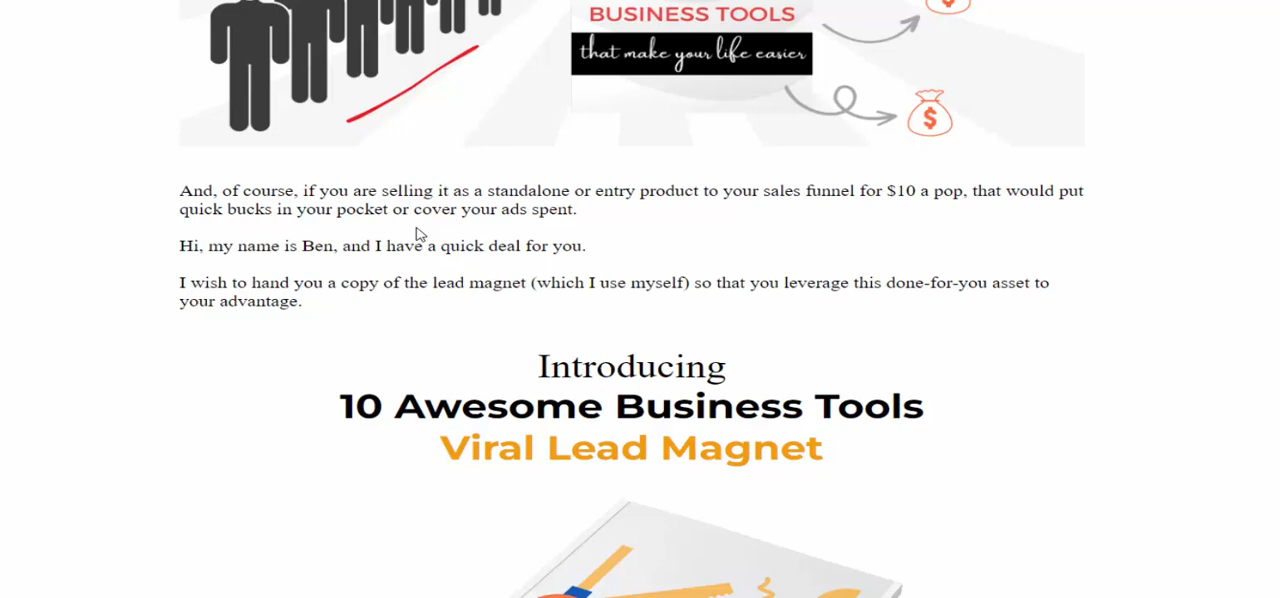 BUSINESS TOOLS
that make your life easier
And, of course, if you are selling it as a standalone or entry product to your sales funnel for $10 a pop, that would put
quick bucks in your pocket or cover your ads spent.
Hi, my name is Ben, and I have a quick deal for you.
I wish to hand you a copy of the lead magnet (which I use myself) so that you leverage this done-for-you asset to
your advantage.
Introducing
10 Awesome Business Tools
Viral Lead Magnet
$
$